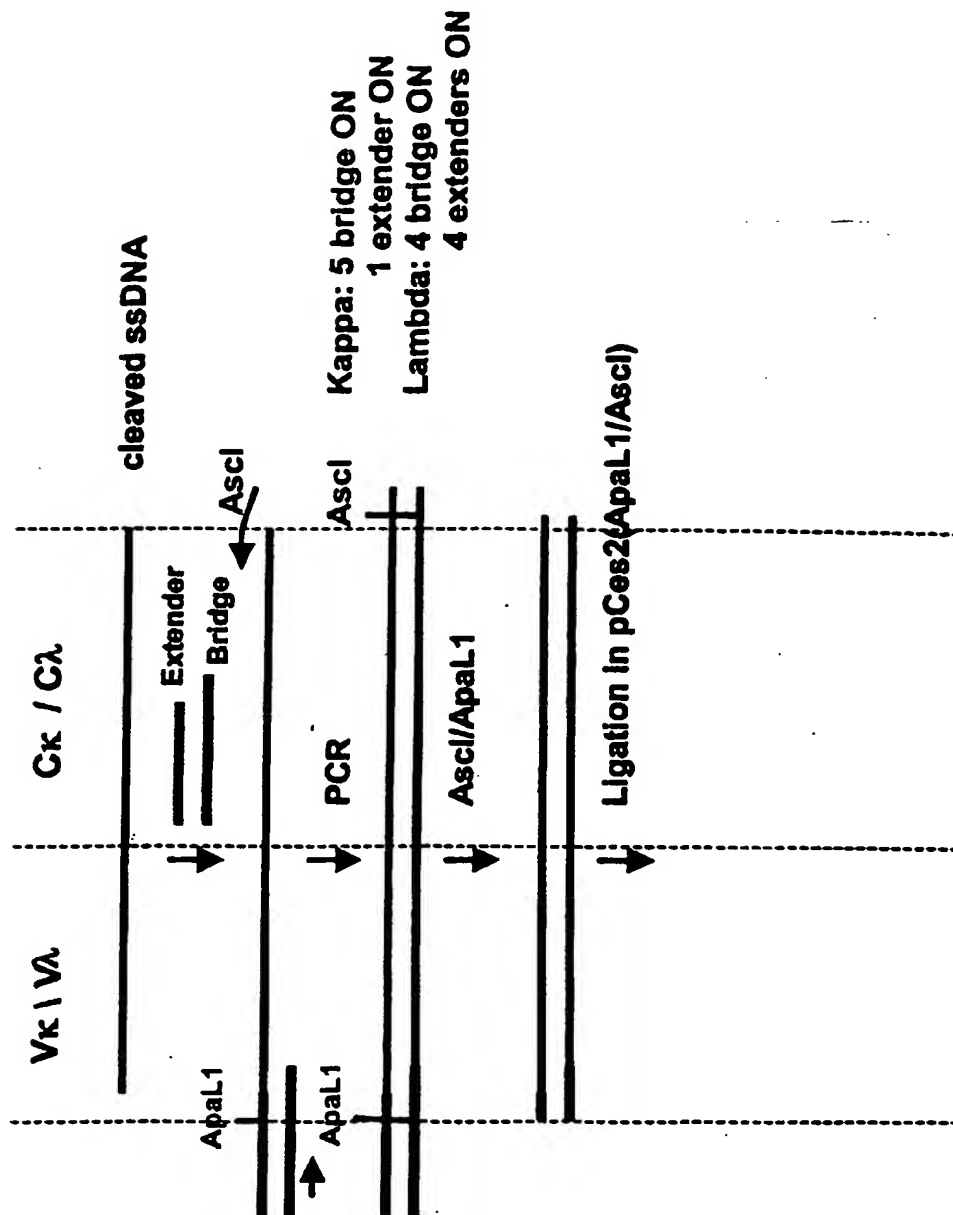 Vκ \ Vλ
Cκ / Cλ
cleaved ssDNA
Extender
Bridge
ApaL1
AscI
PCR
Kappa: 5 bridge ON
1 extender ON
Lambda: 4 bridge ON
4 extenders ON
ApaL1
AscI
AscI/ApaL1
Ligation in pCes2(ApaL1/AscI)